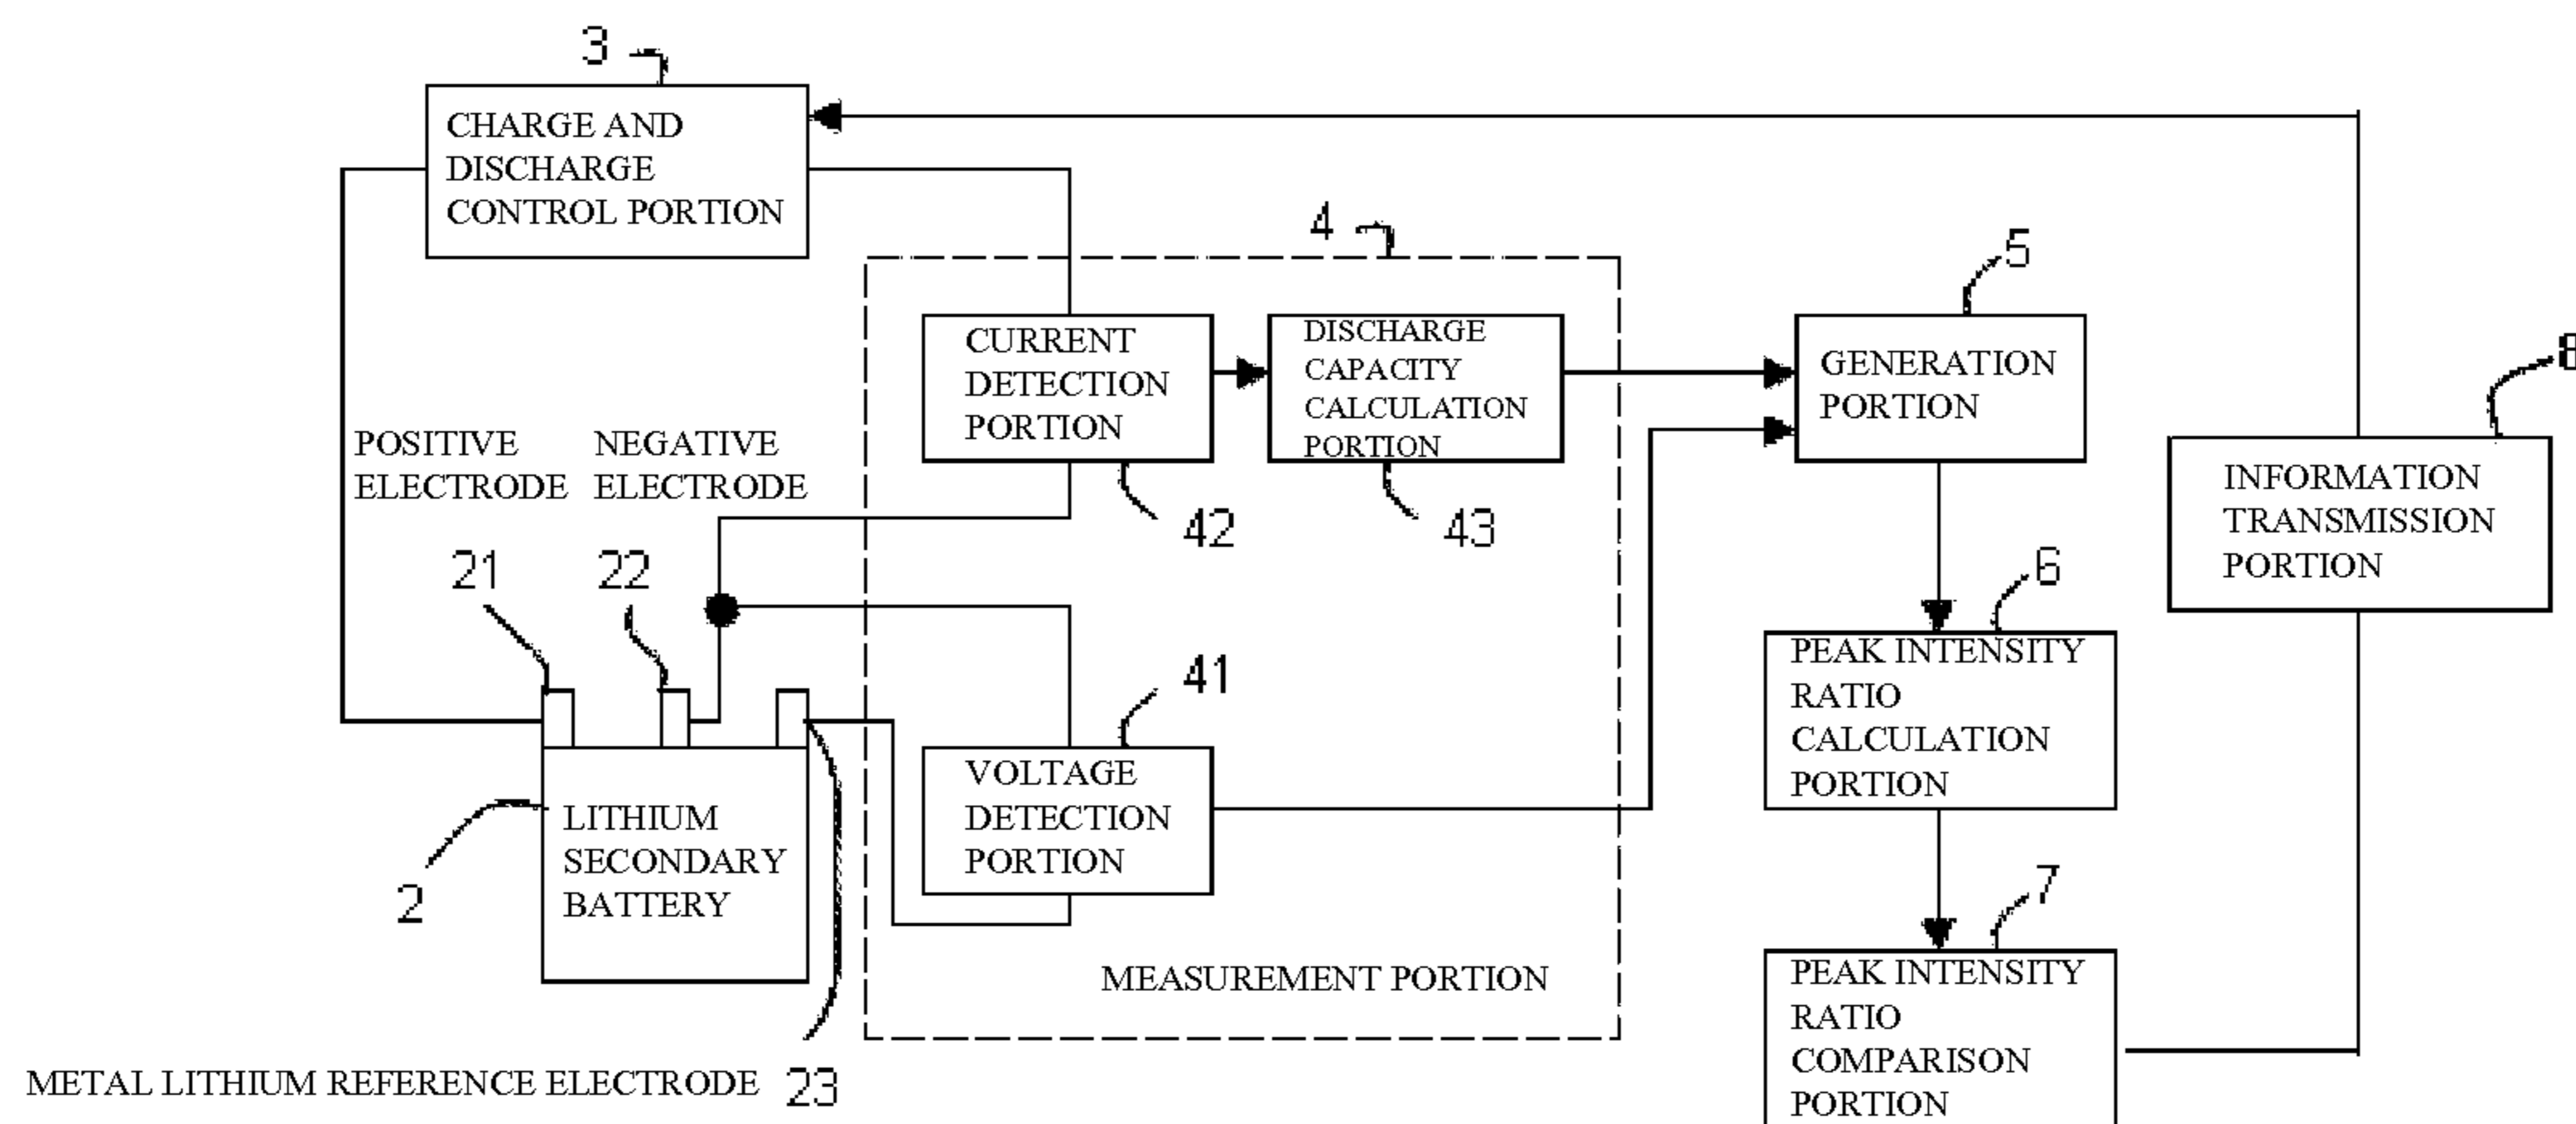 3
CHARGE AND
DISCHARGE
CONTROL PORTION
4
5
CURRENT
DETECTION
PORTION
DISCHARGE
CAPACITY
CALCULATION
PORTION
GENERATION
PORTION
8
POSITIVE
ELECTRODE
NEGATIVE
ELECTRODE
INFORMATION
TRANSMISSION
PORTION
42
43
21
22
6
41
PEAK INTENSITY
RATIO
CALCULATION
PORTION
VOLTAGE
DETECTION
PORTION
LITHIUM
SECONDARY
BATTERY
2
7
MEASUREMENT PORTION
PEAK INTENSITY
RATIO
COMPARISON
PORTION
METAL LITHIUM REFERENCE ELECTRODE 23